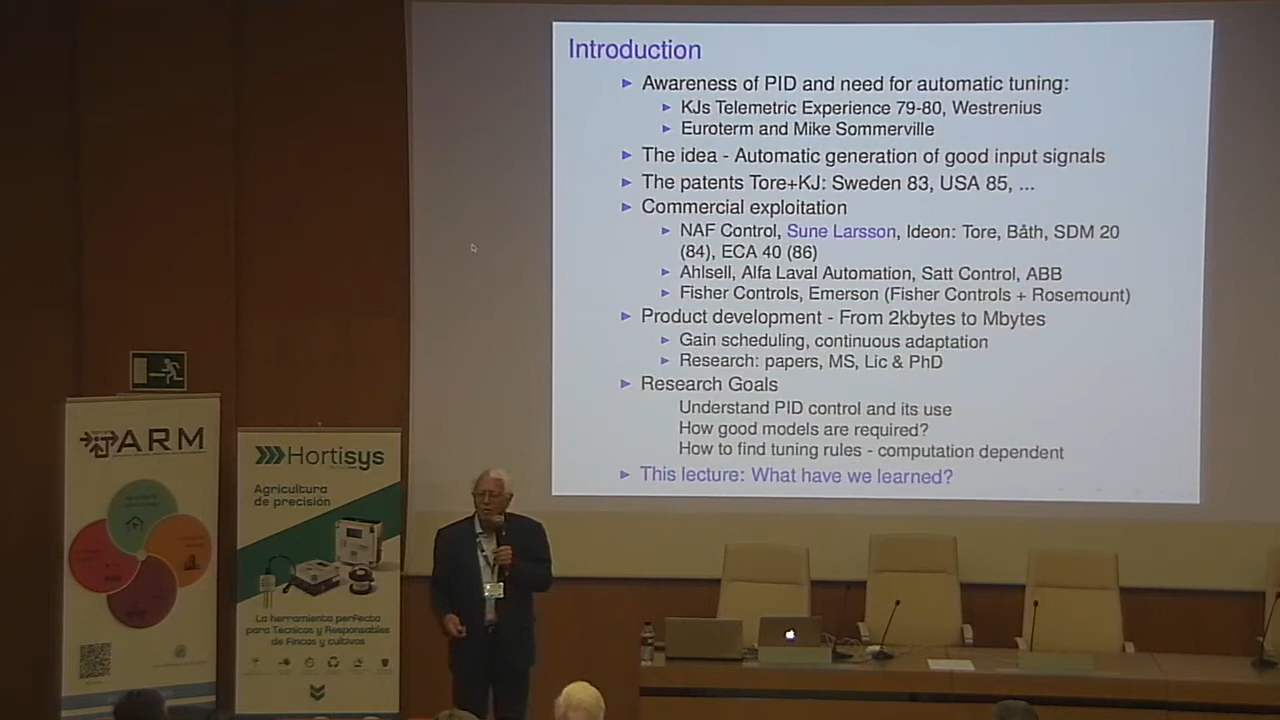 Introduction
Awareness of PID and need for automatic tuning:
KJs Telemetric Experience 79-80, Westrenius
Euroterm and Mike Sommerville
The idea - Automatic generation of good input signals
The patents Tore+KJ: Sweden 83, USA 85, ...
Commercial exploitation
NAF Control, Sune Larsson, Ideon: Tore, Båth, SDM 20
(84), ECA 40 (86)
Ahlsell, Alfa Laval Automation, Satt Control, ABB
Fisher Controls, Emerson (Fisher Controls + Rosemount)
Product development - From 2kbytes to Mbytes
Gain scheduling, continuous adaptation
Research: papers, MS, Lic & PhD
Research Goals
Understand PID control and its use
How good models are required?
How to find tuning rules - computation dependent
This lecture: What have we learned?
ARM
Hortisys
Agricultura
de precisión
La herramienta perfecta
para Técnicos y Responsables
de Fincas y cultivos